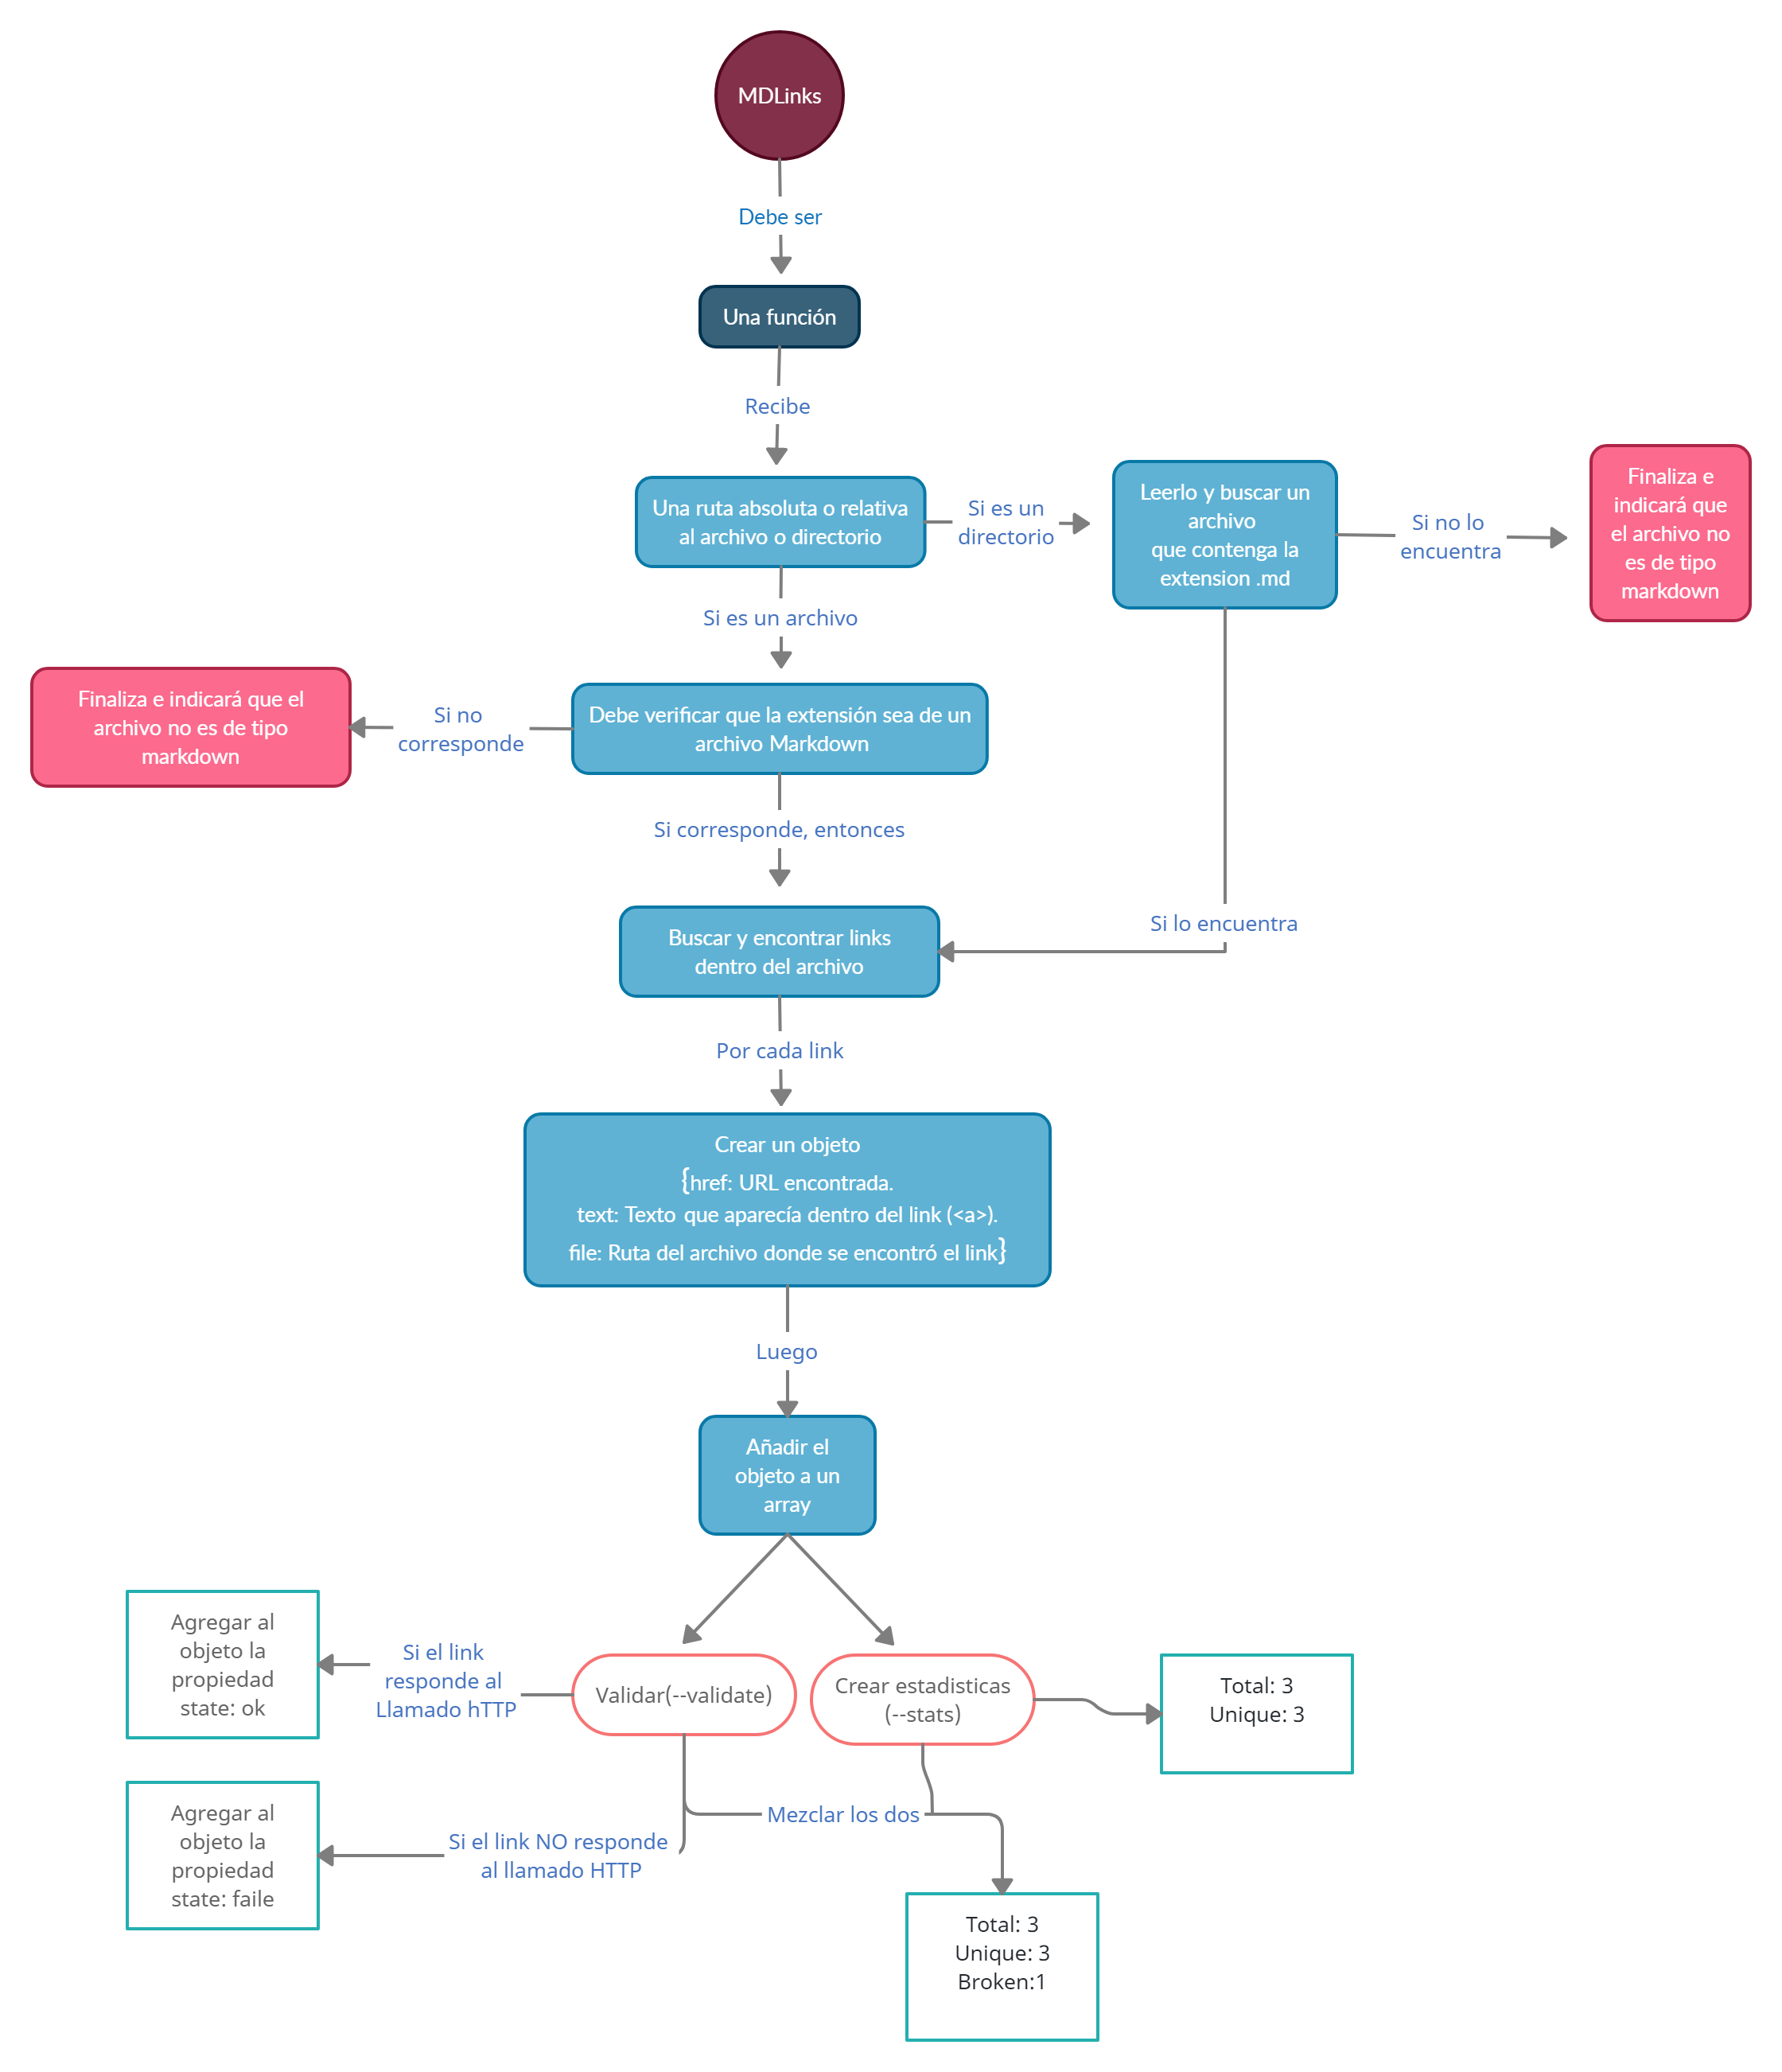 MDLinks
Debe ser
Una función
Recibe
Una ruta absoluta o relativa
al archivo o directorio
Si es un
directorio
Leerlo y buscar un
archivo
que contenga la
extension .md
Si no lo
encuentra
Finaliza e
indicará que
el archivo no
es de tipo
markdown
Si es un archivo
Debe verificar que la extensión sea de un
archivo Markdown
Si no
corresponde
Finaliza e indicará que el
archivo no es de tipo
markdown
Si corresponde, entonces
Si lo encuentra
Buscar y encontrar links
dentro del archivo
Por cada link
Crear un objeto
{href: URL encontrada.
text: Texto que aparecía dentro del link (<a>).
file: Ruta del archivo donde se encontró el link}
Luego
Añadir el
objeto a un
array
Validar(--validate)
Si el link
responde al
Llamado hTTP
Agregar al
objeto la
propiedad
state: ok
Crear estadisticas
(--stats)
Total: 3
Unique: 3
Mezclar los dos
Si el link NO responde
al llamado HTTP
Agregar al
objeto la
propiedad
state: faile
Total: 3
Unique: 3
Broken:1